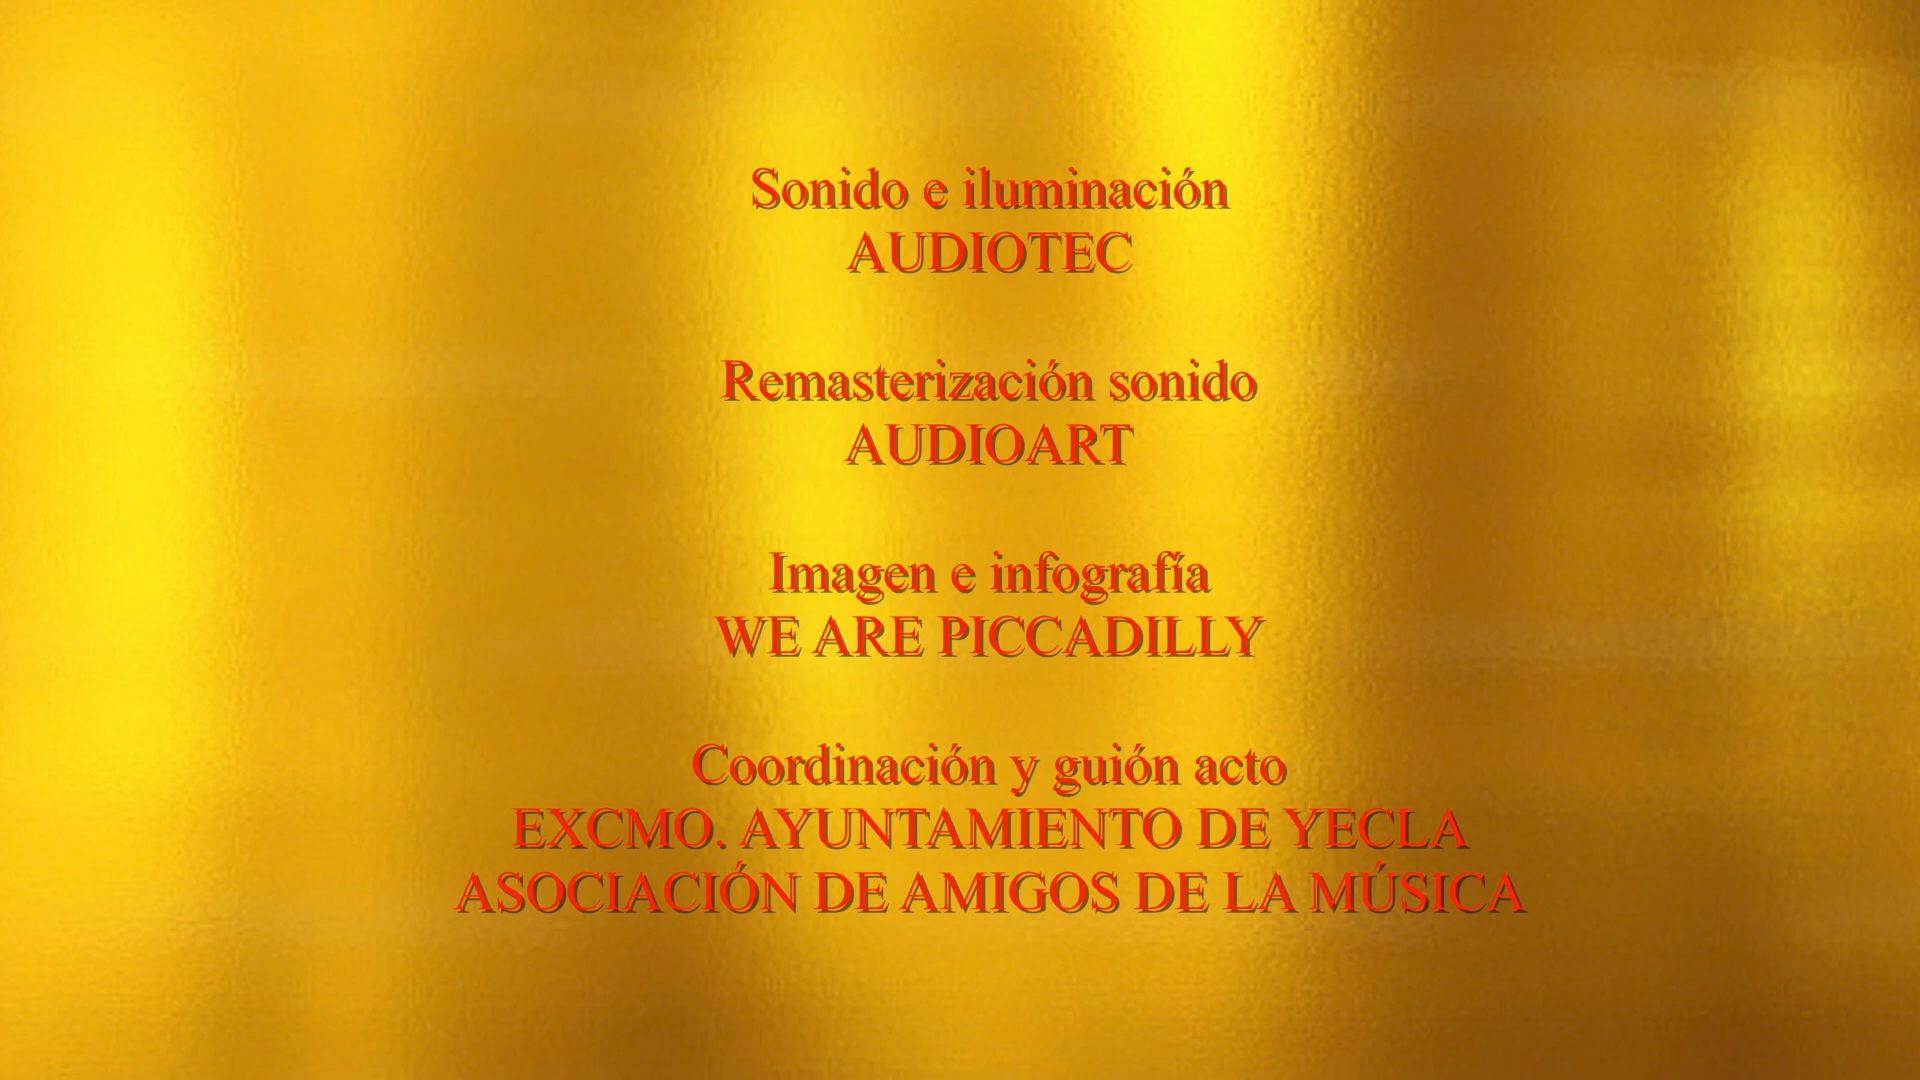 Sonido e iluminación
AUDIOTEC
Remasterización sonido
AUDIOART
Imagen e infografía
WE ARE PICCADILLY
Coordinación y guión acto
EXCMO. AYUNTAMIENTO DE YECLA
ASOCIACIÓN DE AMIGOS DE LA MÚSICA